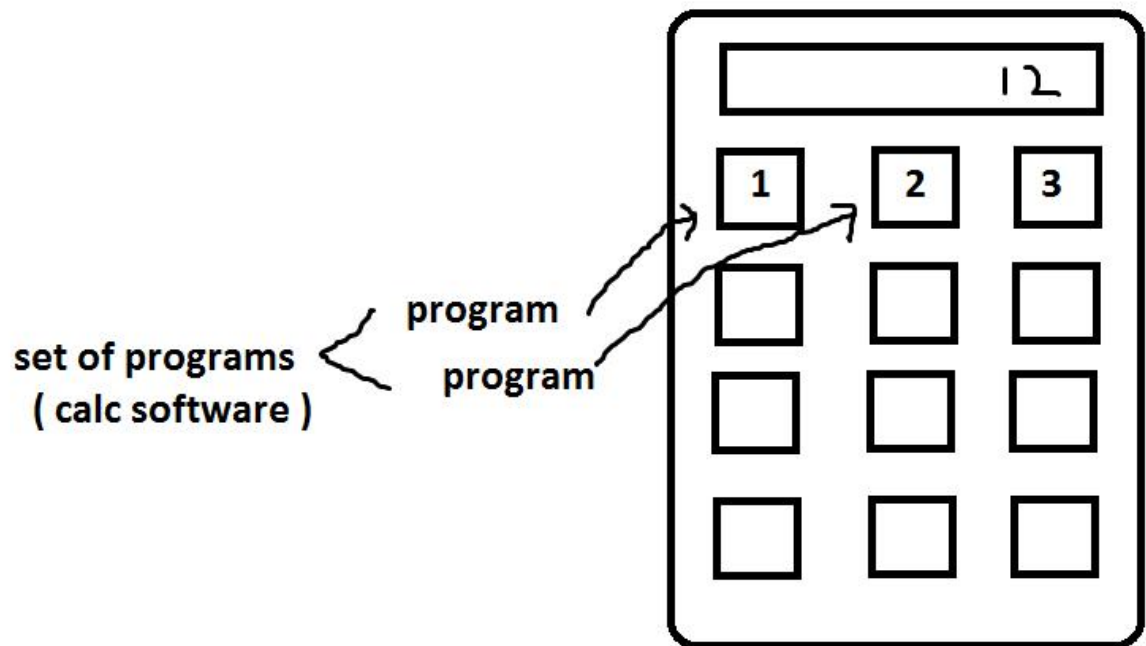 12
1 2 3
program
set of programs
program
( calc software )